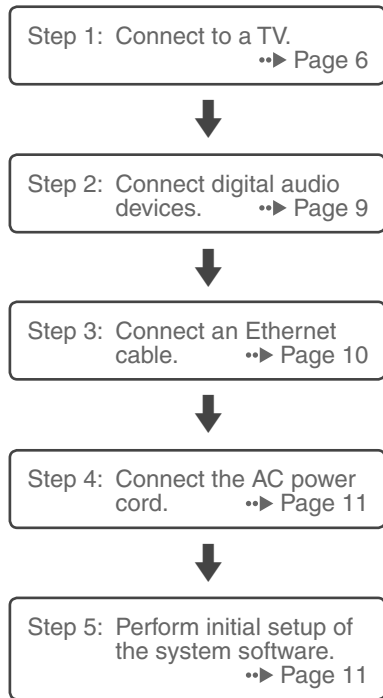 Step 1: Connect to a TV.
••▶ Page 6
Step 2: Connect digital audio
devices. ••▶ Page 9
Step 3: Connect an Ethernet
cable. ••▶ Page 10
Step 4: Connect the AC power
cord. ••▶ Page 11
Step 5: Perform initial setup of
the system software.
••▶ Page 11